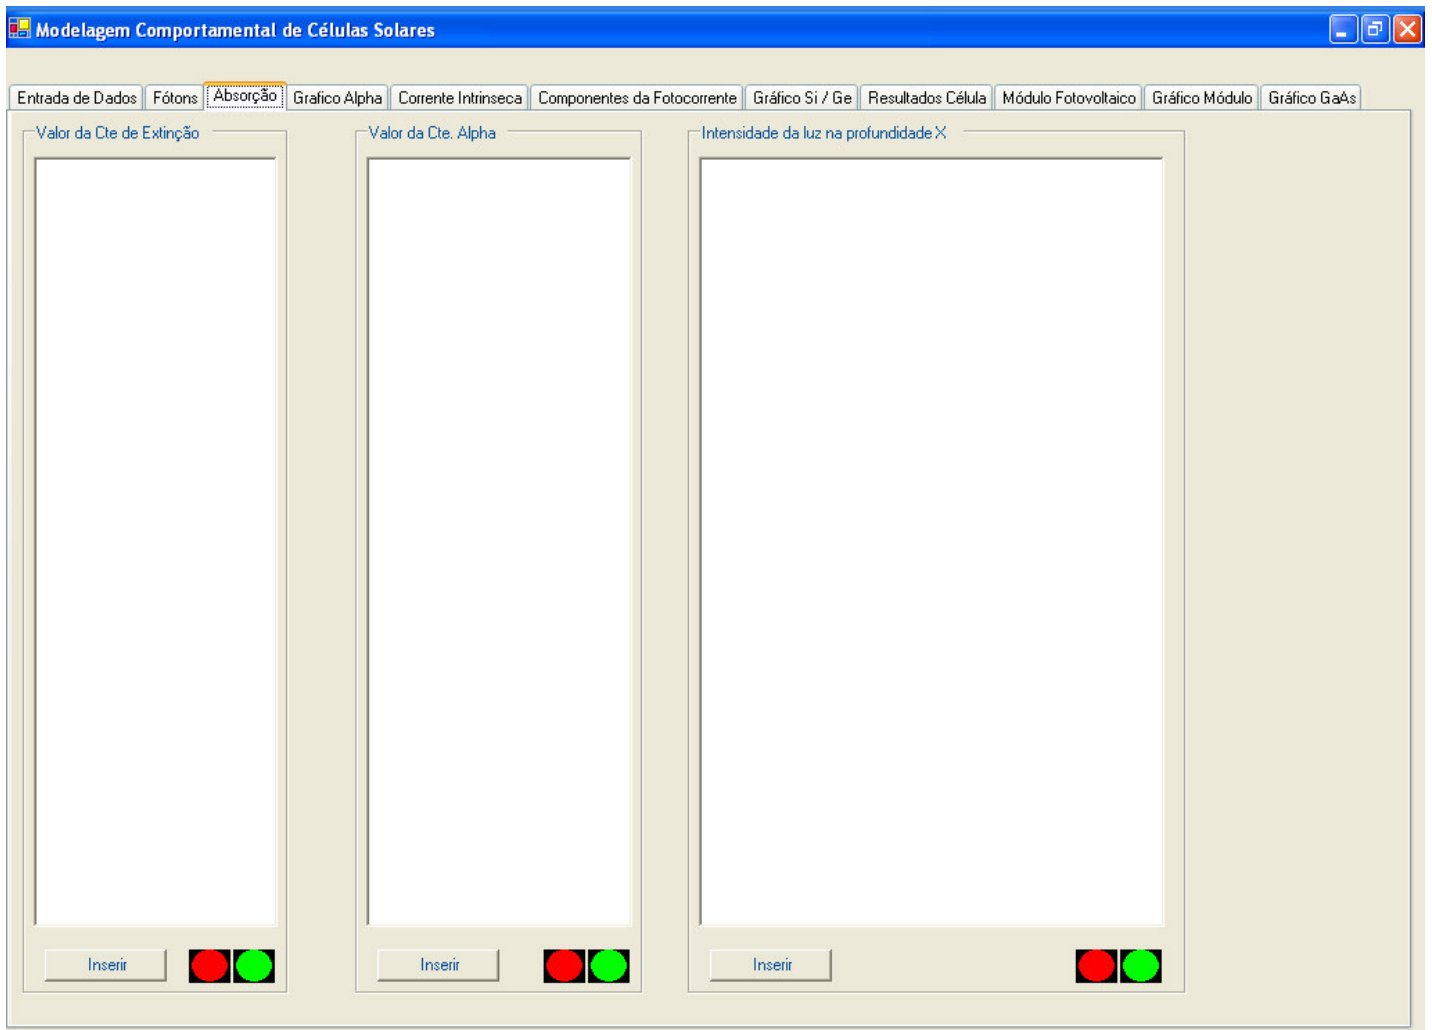 Modelagem Comportamental de Células Solares
Entrada de Dados Fótons Absorção Grafico Alpha Corrente Intrinseca Componentes da Fotocorrente Gráfico Si / Ge Resultados Célula Módulo Fotovoltaico Gráfico Módulo Gráfico GaAs
Valor da Cte de Extinção Valor da Cte. Alpha Intensidade da luz na profundidade X
Inserir Inserir Inserir